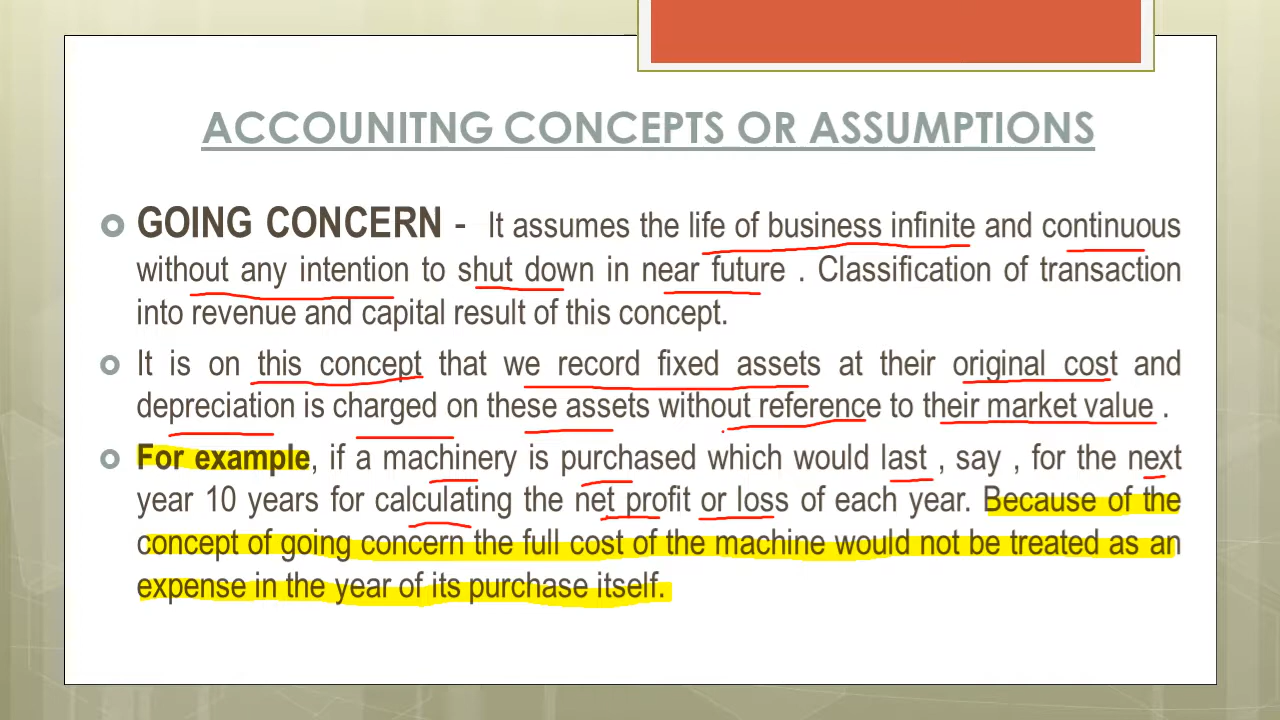 ACCOUNITNG CONCEPTS OR ASSUMPTIONS
GOING CONCERN - It assumes the life of business infinite and continuous
without any intention to shut down in near future . Classification of transaction
into revenue and capital result of this concept.
It is on this concept that we record fixed assets at their original cost and
depreciation is charged on these assets without reference to their market value .
For example, if a machinery is purchased which would last , say , for the next
year 10 years for calculating the net profit or loss of each year. Because of the
concept of going concern the full cost of the machine would not be treated as an
expense in the year of its purchase itself.